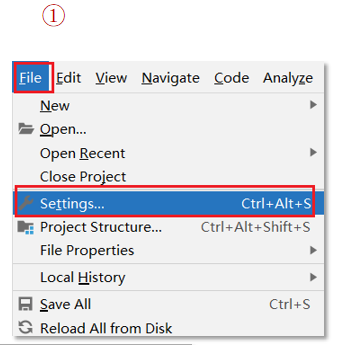 ①
File Edit View Navigate Code Analyze
New
Open...
Open Recent
Close Project
Settings... Ctrl+Alt+S
Project Structure... Ctrl+Alt+Shift+S
File Properties
Local History
Save All Ctrl+S
Reload All from Disk